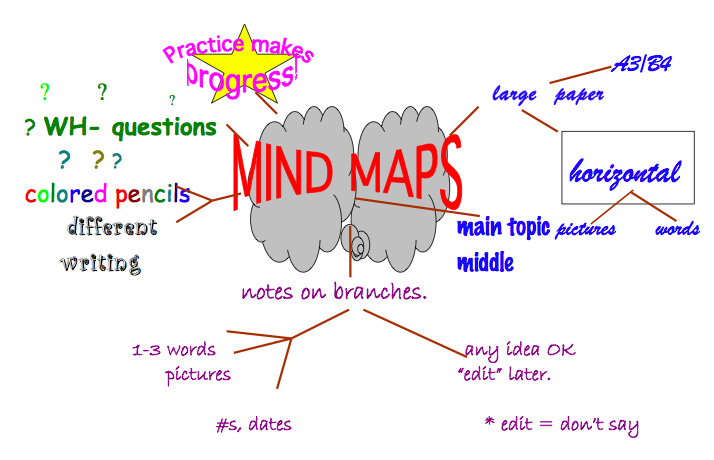 Practice makes
progress!
? ? ?
? WH- questions
? ? ?
colored pencils
different
writing
MIND MAPS
A3/B4
large paper
horizontal
pictures words
main topic
middle
notes on branches.
1-3 words
pictures
#s, dates
any idea OK
“edit” later.
* edit = don’t say